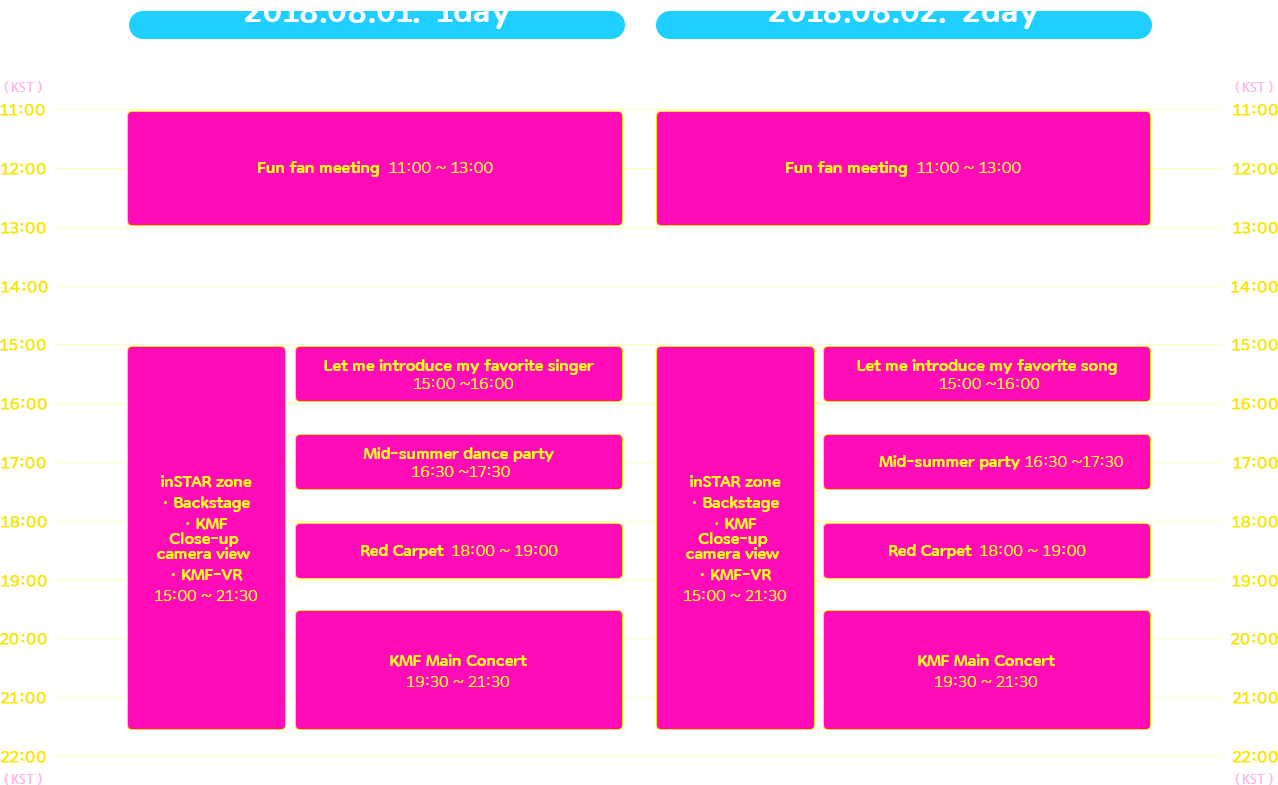 2018.08.01. 1day
2018.08.02. 2day
(KST)
(KST)
11:00
11:00
Fun fan meeting 11:00 ~ 13:00
Fun fan meeting 11:00 ~ 13:00
12:00
12:00
13:00
13:00
14:00
14:00
15:00
15:00
Let me introduce my favorite singer
15:00 ~16:00
Let me introduce my favorite song
15:00 ~16:00
16:00
16:00
Mid-summer dance party
16:30 ~17:30
Mid-summer party 16:30 ~17:30
17:00
17:00
inSTAR zone
· Backstage
· KMF
Close-up
camera view
· KMF-VR
15:00 ~ 21:30
inSTAR zone
· Backstage
· KMF
Close-up
camera view
· KMF-VR
15:00 ~ 21:30
18:00
18:00
Red Carpet 18:00 ~ 19:00
Red Carpet 18:00 ~ 19:00
19:00
19:00
20:00
20:00
KMF Main Concert
19:30 ~ 21:30
KMF Main Concert
19:30 ~ 21:30
21:00
21:00
22:00
22:00
(KST)
(KST)